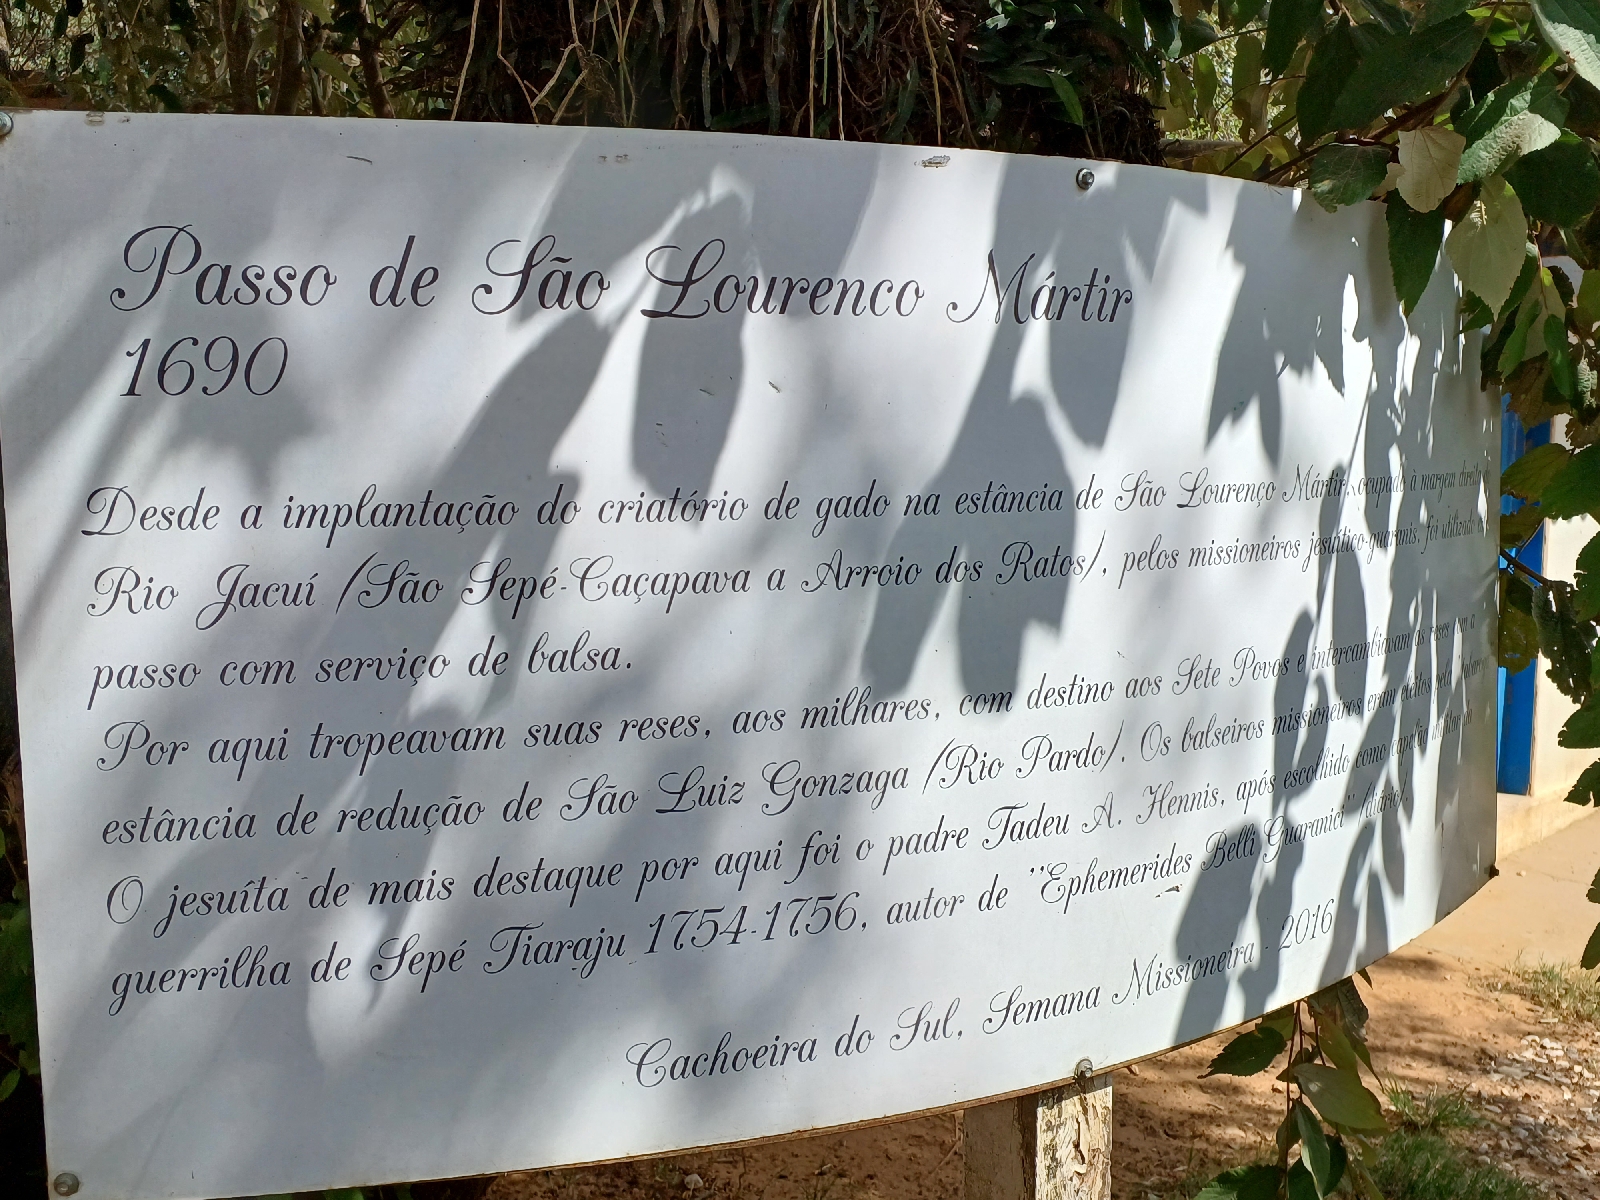 Passo de São Lourenco Mártir
1690
Desde a implantação do criatório de gado na estância de São Lourenço Mártir, ocupado à margem direita do
Rio Jacuí (São Sepé-Caçapava a Arroio dos Ratos), pelos missioneiros jesuítico-guaranis, foi utilizado
passo com serviço de balsa.
Por aqui tropeavam suas reses, aos milhares, com destino aos Sete Povos e intercambiavam as reses com a
estância de redução de São Luiz Gonzaga (Rio Pardo). Os balseiros missioneiros eram eleitos pelo
O jesuíta de mais destaque por aqui foi o padre Tadeu A. Hennis, após escolhido como capelão militar da
guerrilha de Sepé Tiaraju 1754-1756, autor de "Ephemerides Belli Guaranici" (diário).
Cachoeira do Sul, Semana Missioneira - 2016